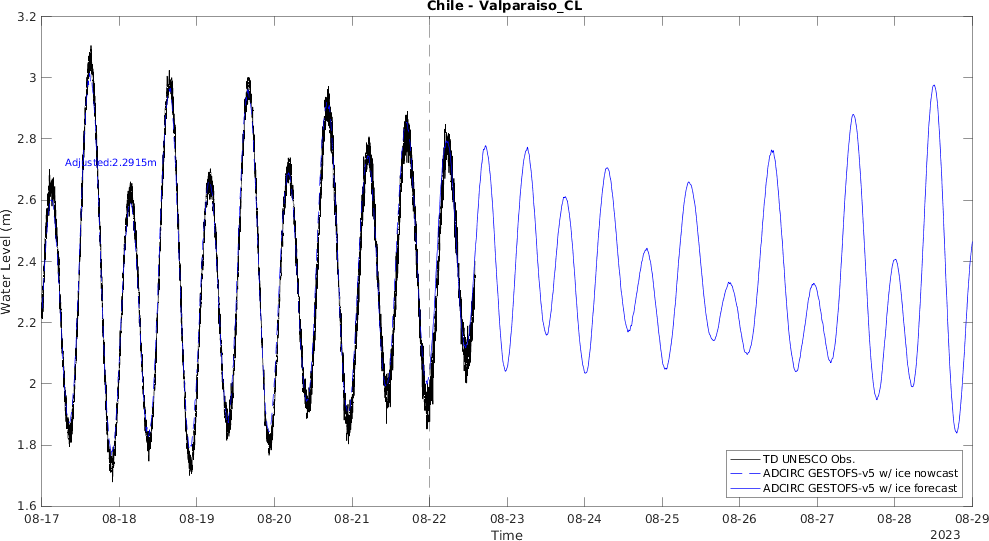 Chile - Valparaiso_CL
3.2
3
2.8
2.6
2.4
2.2
2
1.8
1.6
Water Level (m)
Adjusted:2.2915m
TD UNESCO Obs.
ADCIRC GESTOFS-v5 w/ ice nowcast
ADCIRC GESTOFS-v5 w/ ice forecast
08-17 08-18 08-19 08-20 08-21 08-22 08-23 08-24 08-25 08-26 08-27 08-28 08-29
Time
2023